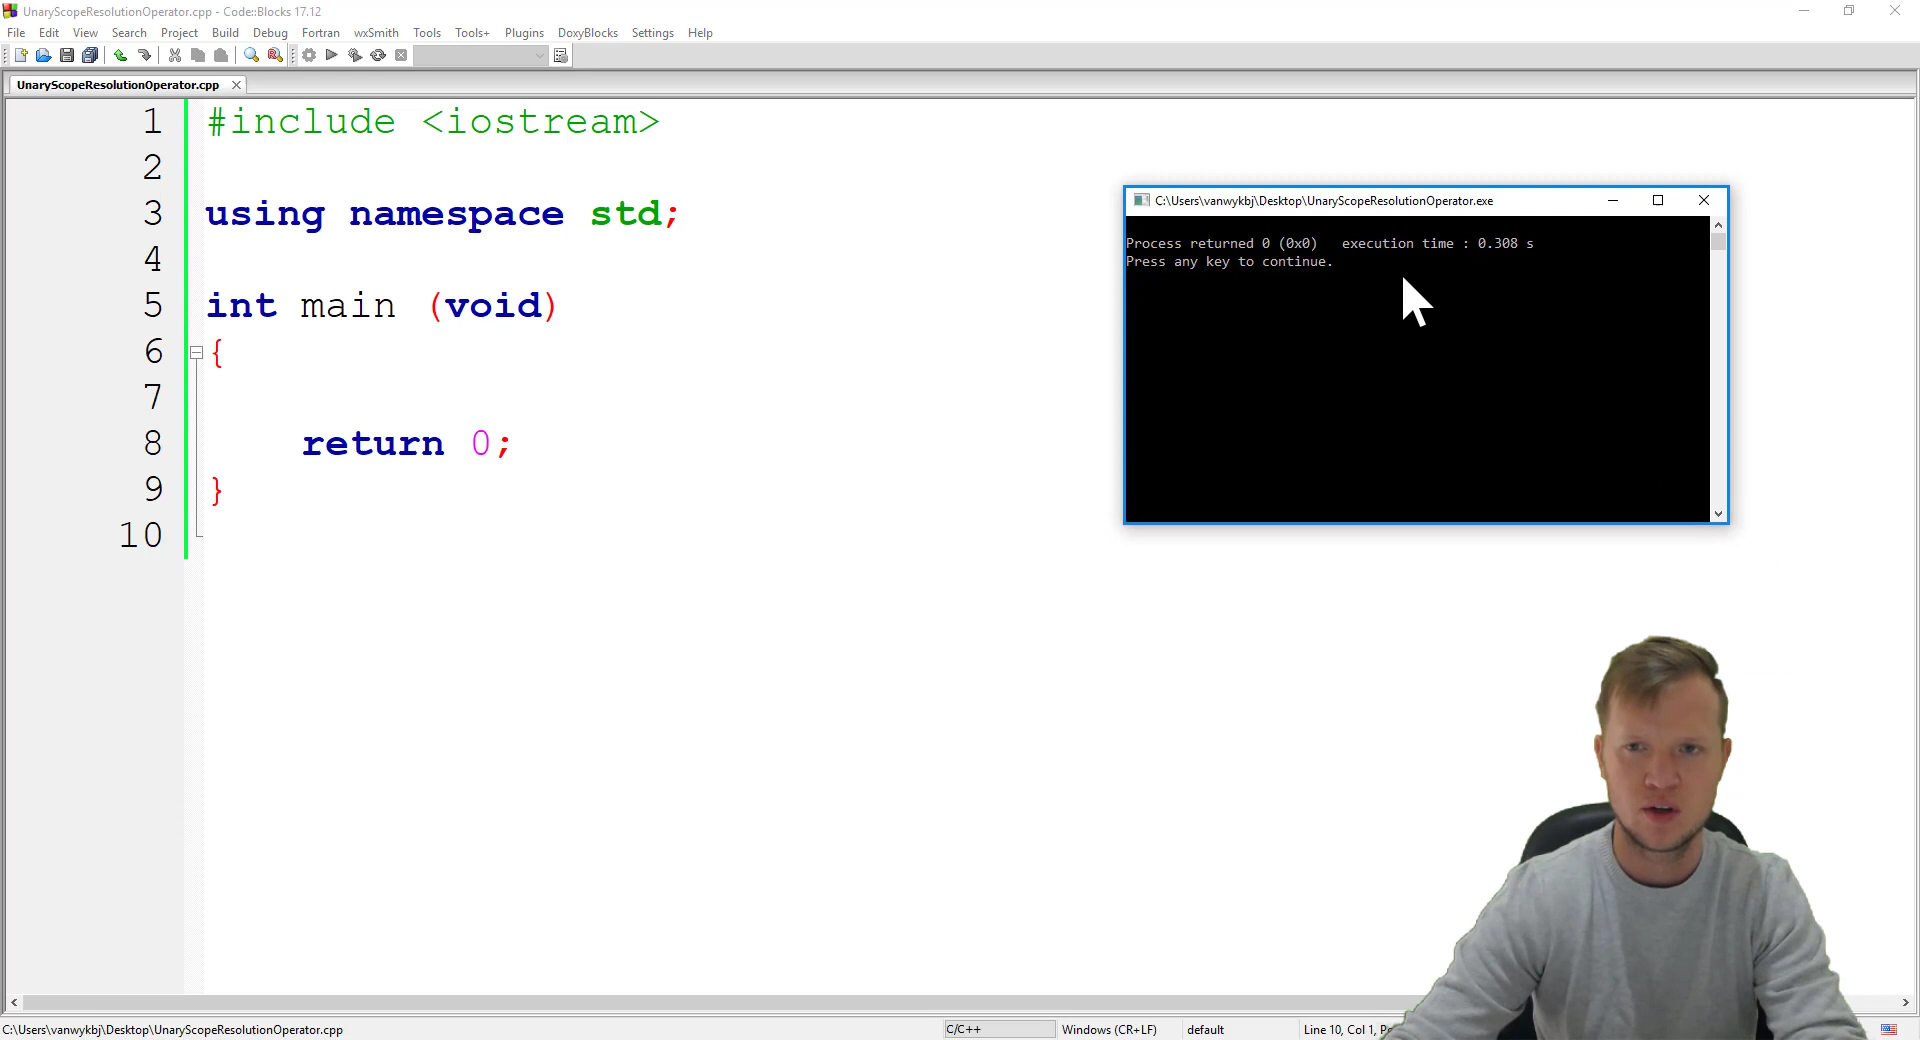 UnaryScopeResolutionOperator.cpp - Code::Blocks 17.12
File Edit View Search Project Build Debug Fortran wxSmith Tools Tools+ Plugins DoxyBlocks Settings Help
UnaryScopeResolutionOperator.cpp
1 #include <iostream>
2
3 using namespace std;
4
5 int main (void)
6 {
7
8 return 0;
9 }
10
C:\Users\vanwykbj\Desktop\UnaryScopeResolutionOperator.exe
Process returned 0 (0x0) execution time : 0.308 s
Press any key to continue.
C:\Users\vanwykbj\Desktop\UnaryScopeResolutionOperator.cpp C/C++ Windows (CR+LF) default Line 10, Col 1,